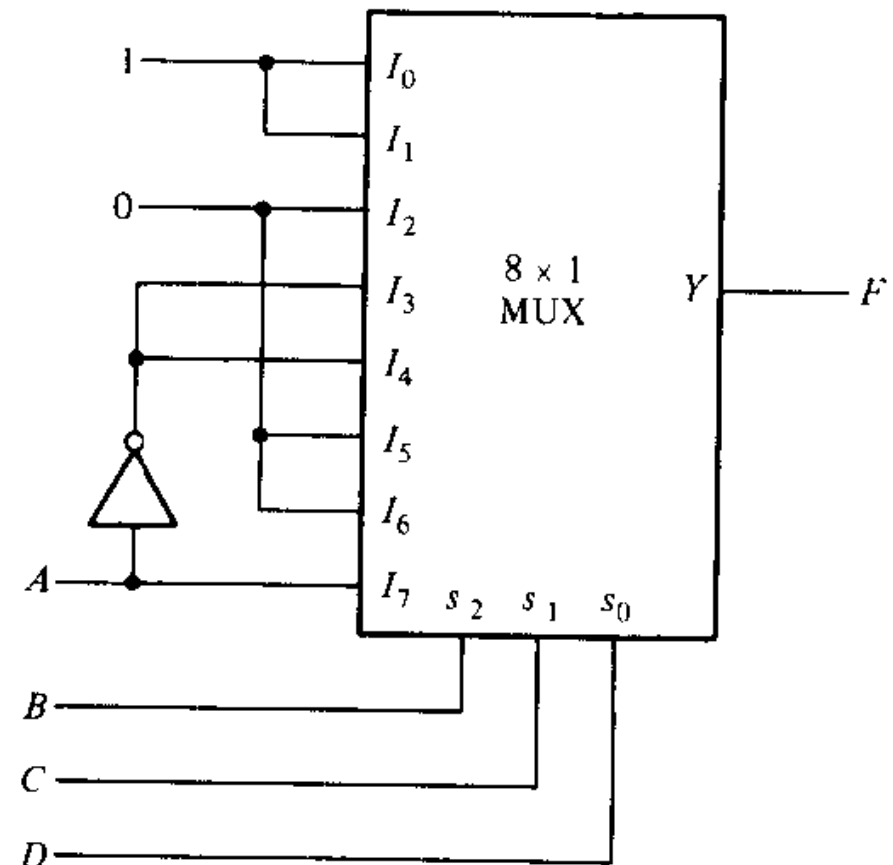 1
I₀
I₁
0
I₂
I₃
8 × 1
MUX
Y
F
I₄
I₅
I₆
A
I₇
s₂
s₁
s₀
B
C
D